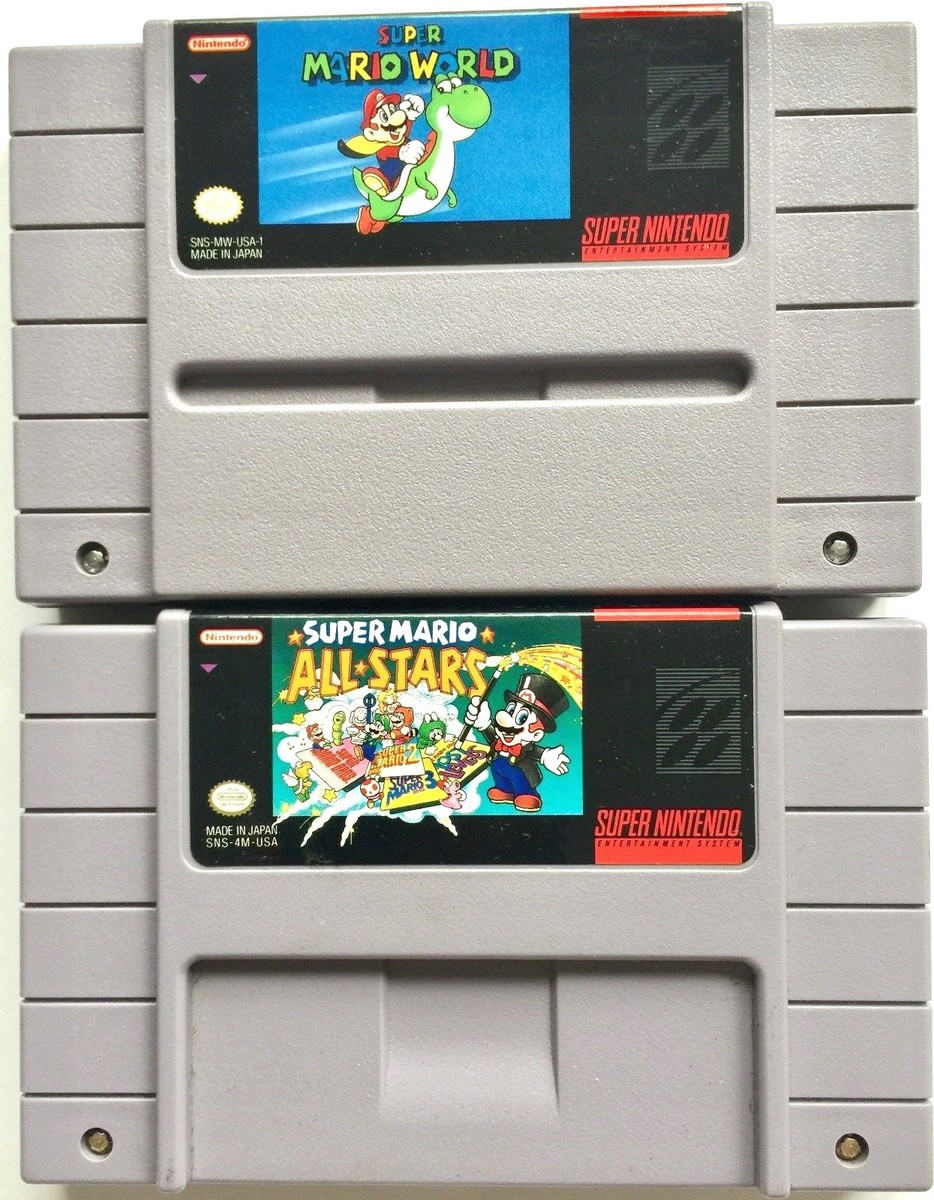 Nintendo
SUPER
MARIO WORLD
SNS-MW-USA-1
MADE IN JAPAN
SUPER NINTENDO
ENTERTAINMENT SYSTEM
Nintendo
SUPER MARIO
ALL★STARS
SUPER
MARIO 2
SUPER
MARIO 3
MADE IN JAPAN
SNS-4M-USA
SUPER NINTENDO
ENTERTAINMENT SYSTEM